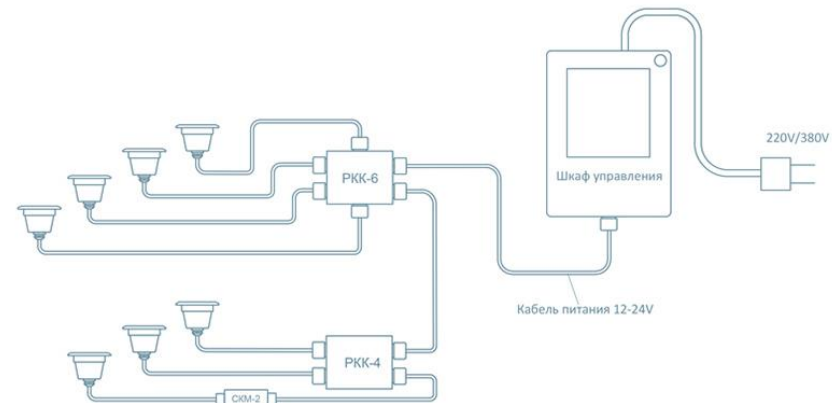 220V/380V
РКК-6
Шкаф управления
Кабель питания 12-24V
РКК-4
СКМ-2